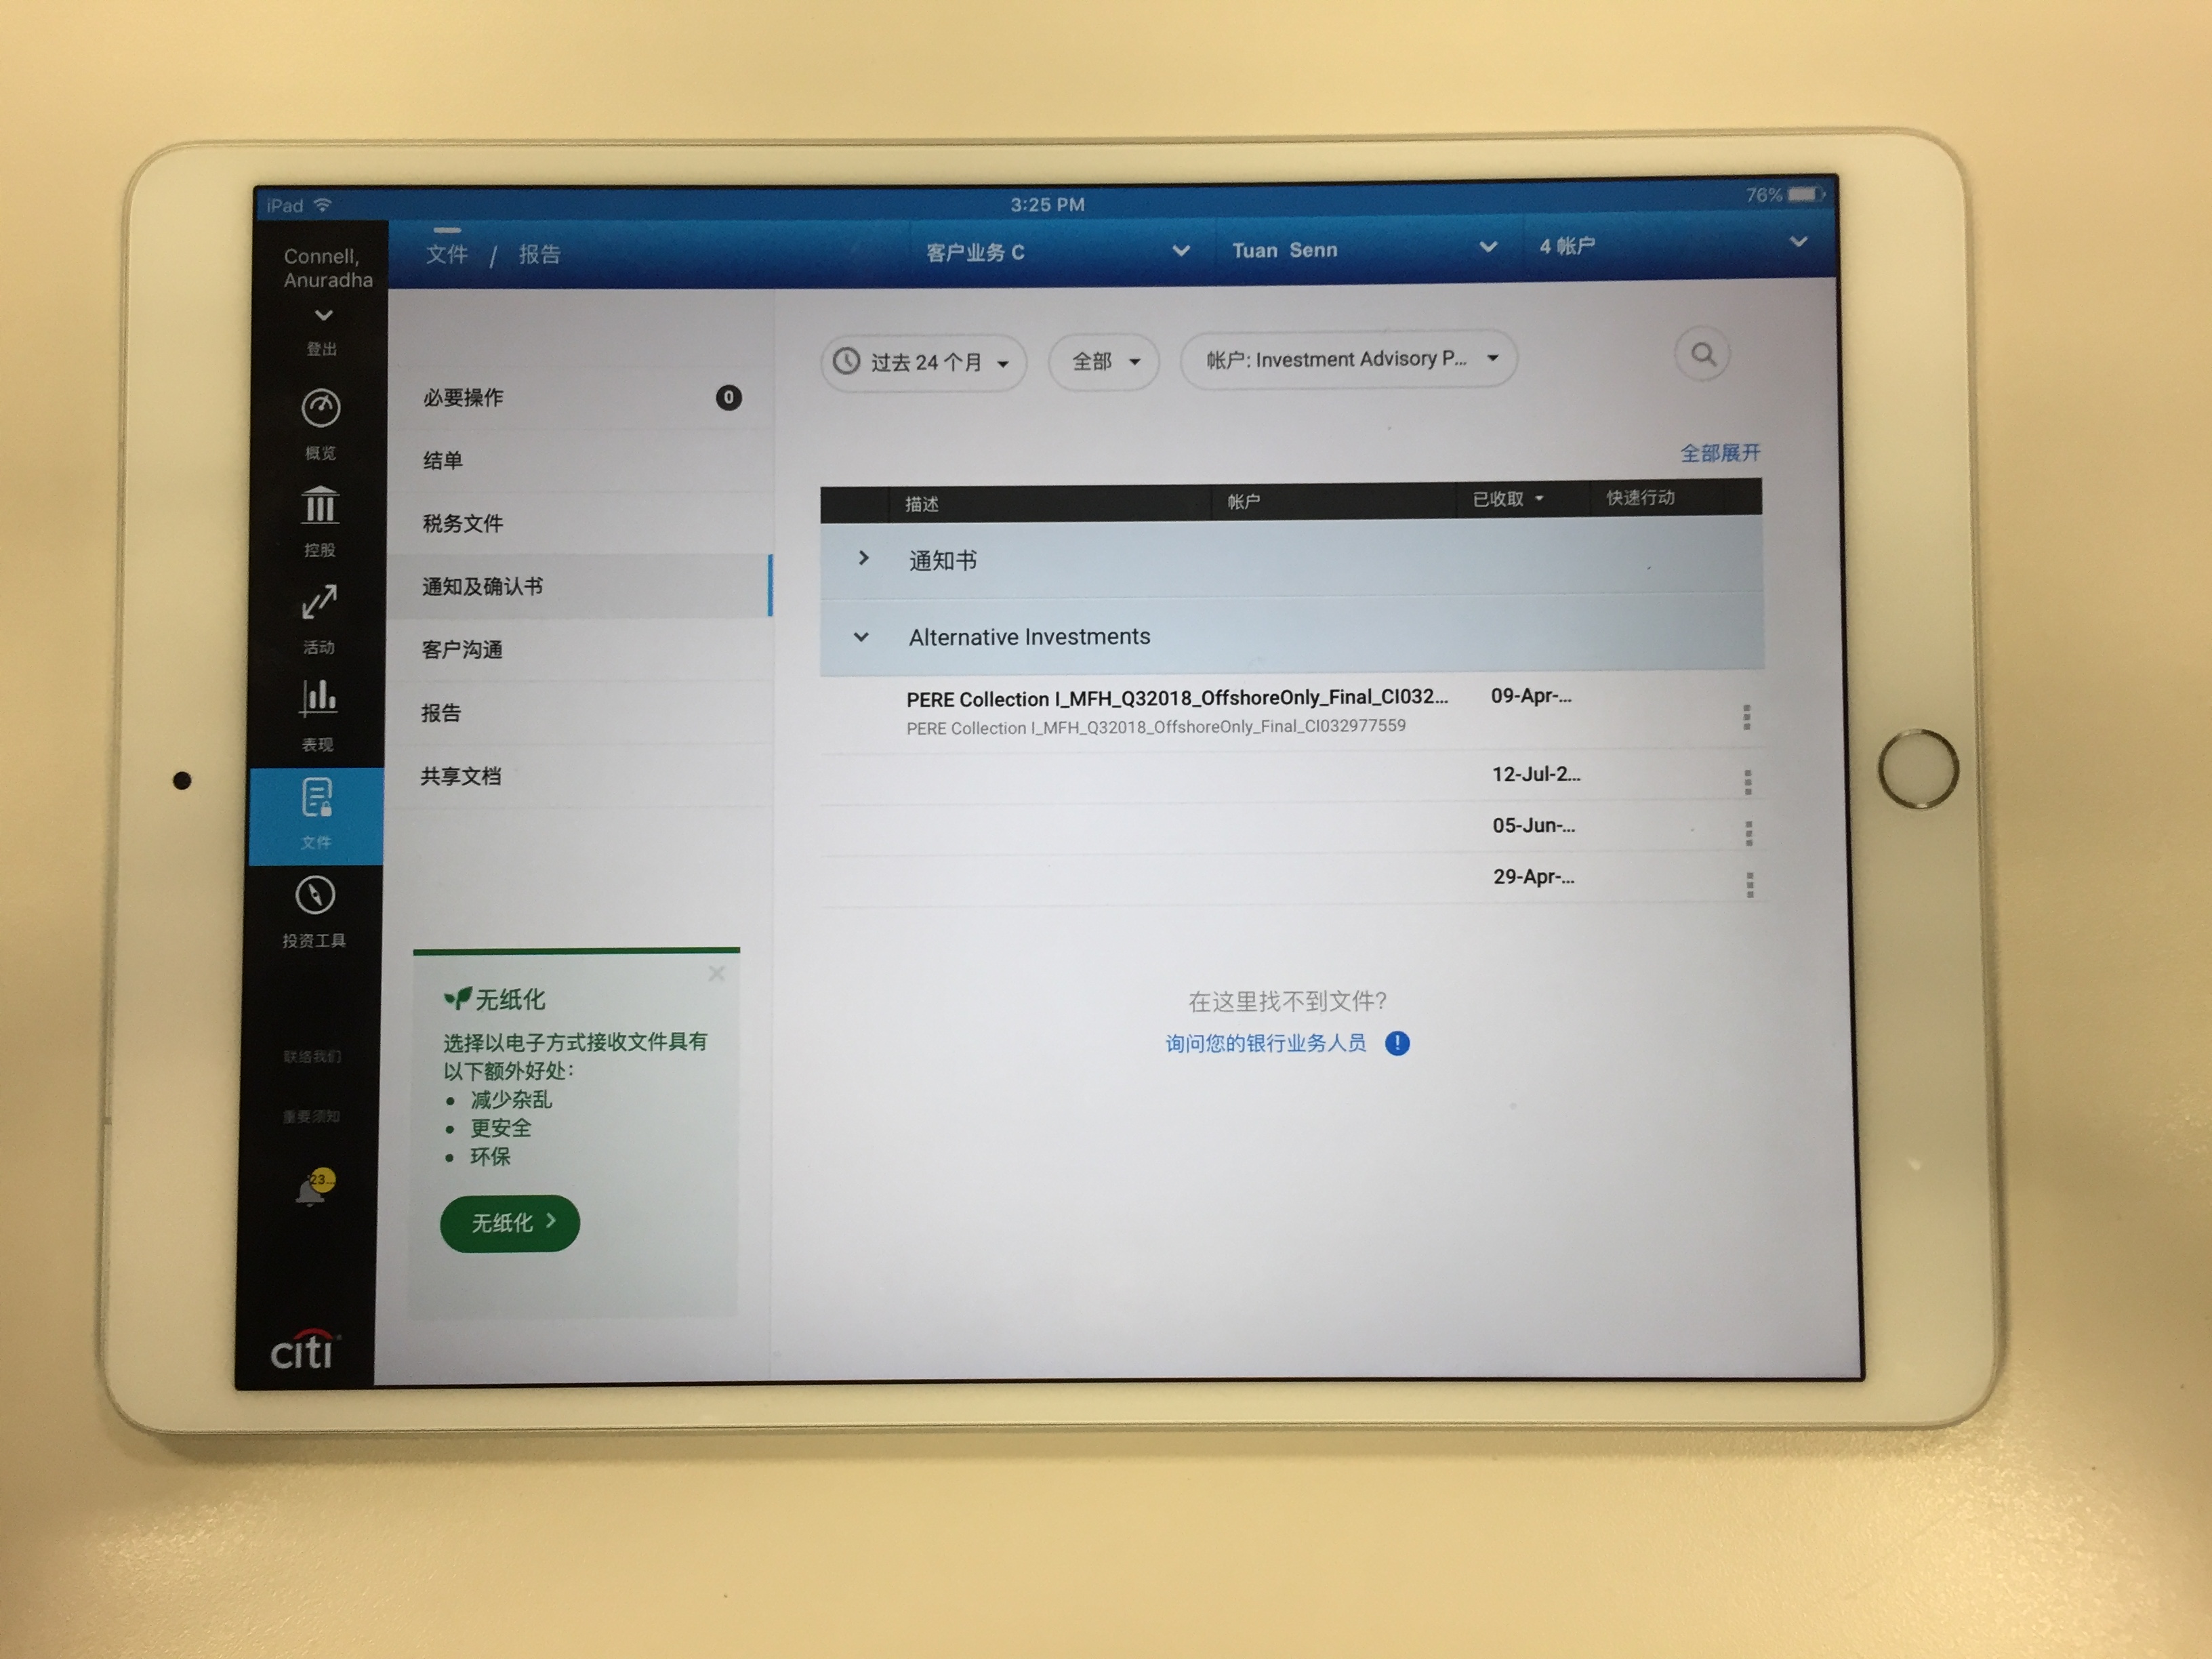 iPad
3:25 PM
76%
Connell,
Anuradha
登出
概览
控股
活动
表现
文件
投资工具
联络我们
重要须知
23...
citi
文件 / 报告
客户业务 C
Tuan Senn
4 帐户
必要操作
0
结单
税务文件
通知及确认书
客户沟通
报告
共享文档
无纸化
选择以电子方式接收文件具有
以下额外好处：
• 减少杂乱
• 更安全
• 环保
无纸化
过去 24 个月
全部
帐户: Investment Advisory P...
全部展开
描述 帐户 已收取 快速行动
通知书
Alternative Investments
PERE Collection I_MFH_Q32018_OffshoreOnly_Final_CI032... 09-Apr-...
PERE Collection I_MFH_Q32018_OffshoreOnly_Final_CI032977559
12-Jul-2...
05-Jun-...
29-Apr-...
在这里找不到文件?
询问您的银行业务人员